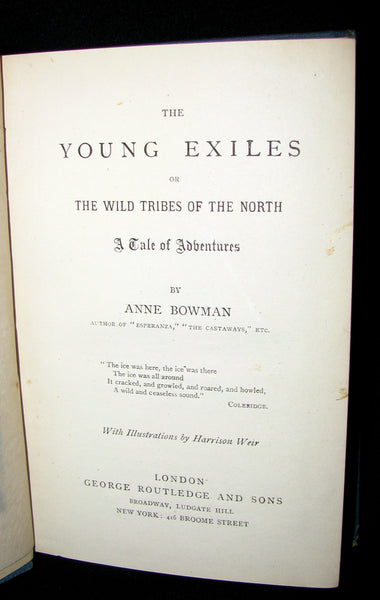 THE
YOUNG EXILES
OR
THE WILD TRIBES OF THE NORTH
A Tale of Adventures
BY
ANNE BOWMAN
AUTHOR OF "ESPERANZA," "THE CASTAWAYS," ETC.
"The ice was here, the ice was there
The ice was all around
It cracked, and growled, and roared, and howled,
A wild and ceaseless sound."
COLERIDGE.
With Illustrations by Harrison Weir
LONDON
GEORGE ROUTLEDGE AND SONS
BROADWAY, LUDGATE HILL
NEW YORK: 416 BROOME STREET